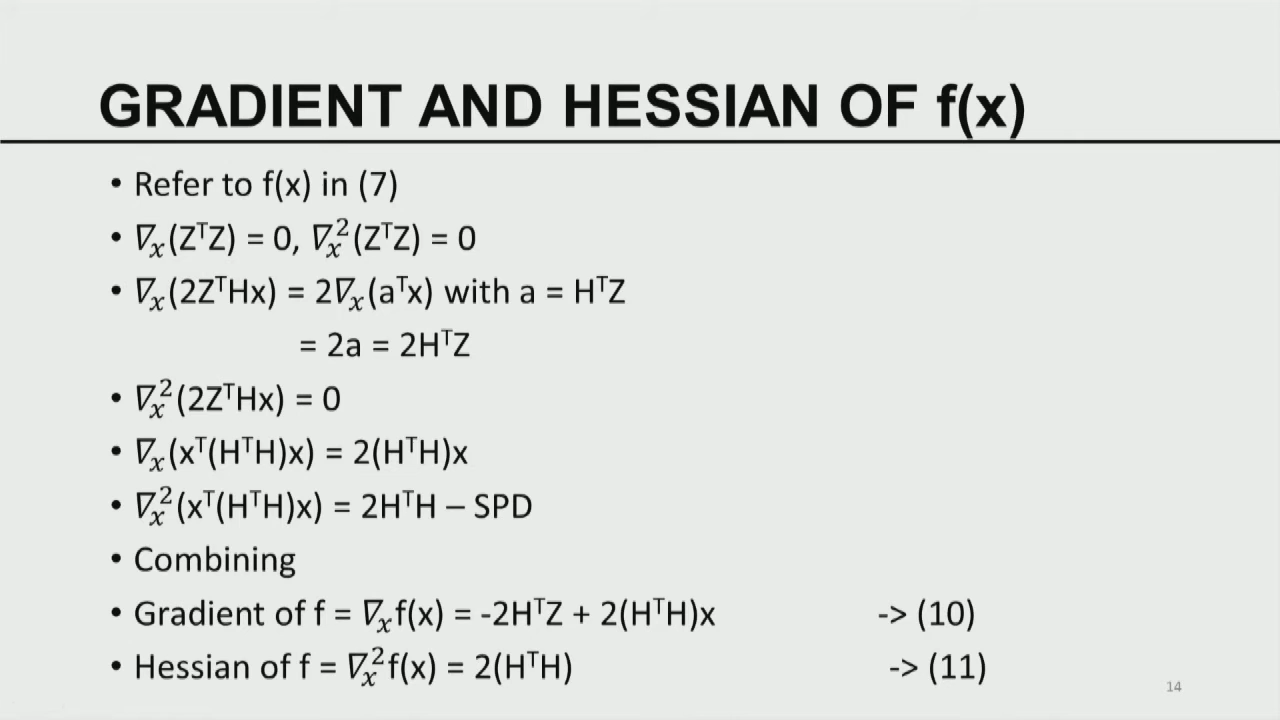 GRADIENT AND HESSIAN OF f(x)
• Refer to f(x) in (7)
• ∇ₓ(ZᵀZ) = 0, ∇ₓ²(ZᵀZ) = 0
• ∇ₓ(2ZᵀHx) = 2∇ₓ(aᵀx) with a = HᵀZ
= 2a = 2HᵀZ
• ∇ₓ²(2ZᵀHx) = 0
• ∇ₓ(xᵀ(HᵀH)x) = 2(HᵀH)x
• ∇ₓ²(xᵀ(HᵀH)x) = 2HᵀH – SPD
• Combining
• Gradient of f = ∇ₓf(x) = -2HᵀZ + 2(HᵀH)x -> (10)
• Hessian of f = ∇ₓ²f(x) = 2(HᵀH) -> (11)
14